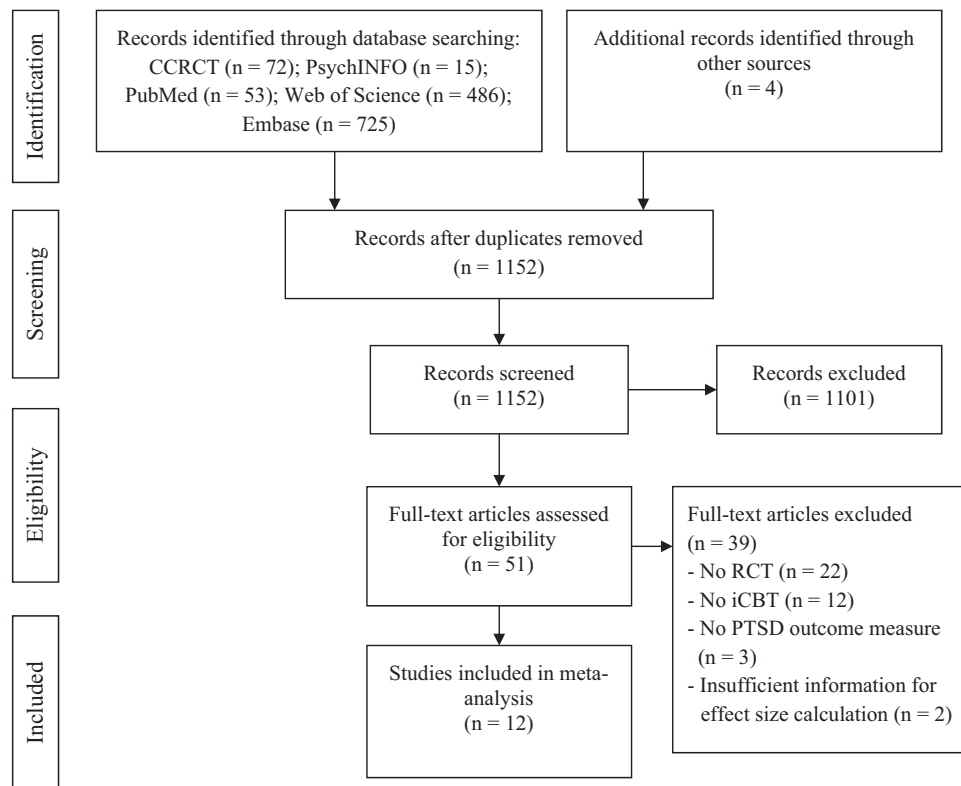 Identification
Records identified through database searching:
CCRCT (n = 72); PsychINFO (n = 15);
PubMed (n = 53); Web of Science (n = 486);
Embase (n = 725)
Additional records identified through
other sources
(n = 4)
Screening
Records after duplicates removed
(n = 1152)
Records screened
(n = 1152)
Records excluded
(n = 1101)
Eligibility
Full-text articles assessed
for eligibility
(n = 51)
Full-text articles excluded
(n = 39)
- No RCT (n = 22)
- No iCBT (n = 12)
- No PTSD outcome measure
(n = 3)
- Insufficient information for
effect size calculation (n = 2)
Included
Studies included in meta-
analysis
(n = 12)